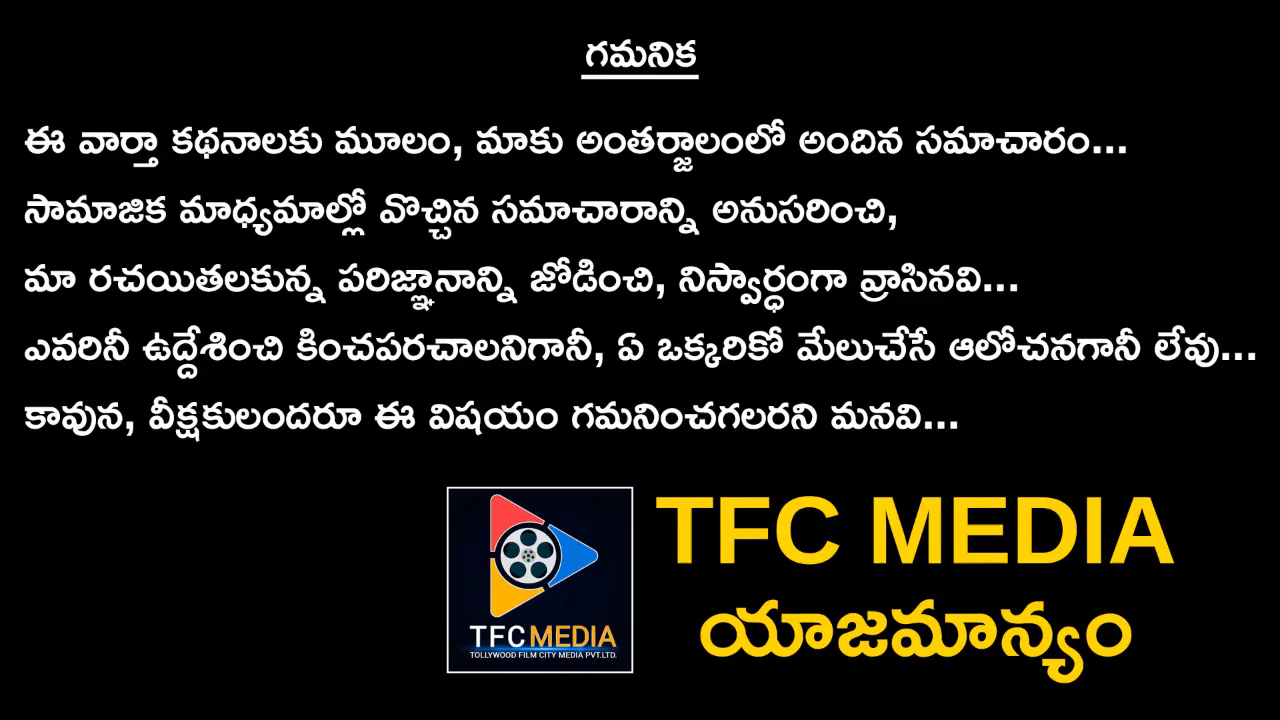 గమనిక
ఈ వార్తా కథనాలకు మూలం, మాకు అంతర్జాలంలో అందిన సమాచారం...
సామాజిక మాధ్యమాల్లో వొచ్చిన సమాచారాన్ని అనుసరించి,
మా రచయితలకున్న పరిజ్ఞానాన్ని జోడించి, నిస్వార్ధంగా వ్రాసినవి...
ఎవరినీ ఉద్దేశించి కించపరచాలనిగానీ, ఏ ఒక్కరికో మేలుచేసే ఆలోచనగానీ లేవు...
కావున, వీక్షకులందరూ ఈ విషయం గమనించగలరని మనవి...
TFC MEDIA
యాజమాన్యం
TFC MEDIA
TOLLYWOOD FILM CITY MEDIA PVT.LTD.